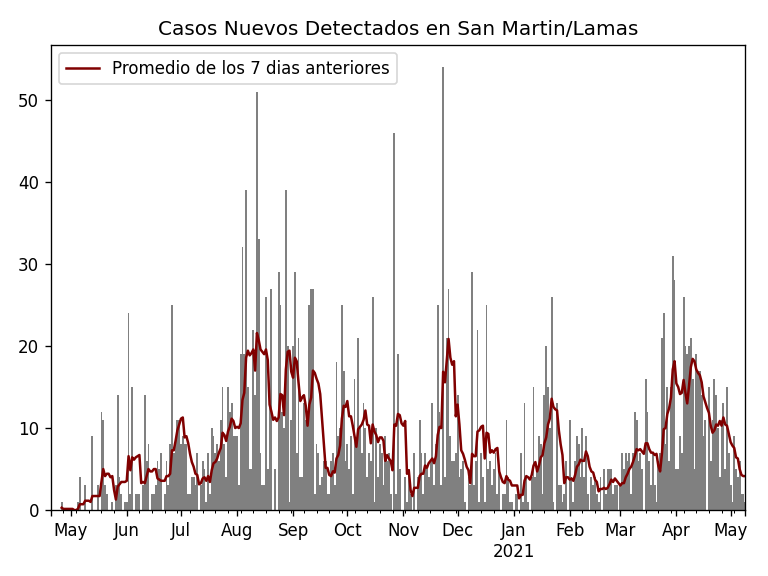 Casos Nuevos Detectados en San Martin/Lamas
Promedio de los 7 dias anteriores
50
40
30
20
10
0
May Jun Jul Aug Sep Oct Nov Dec Jan Feb Mar Apr May
2021